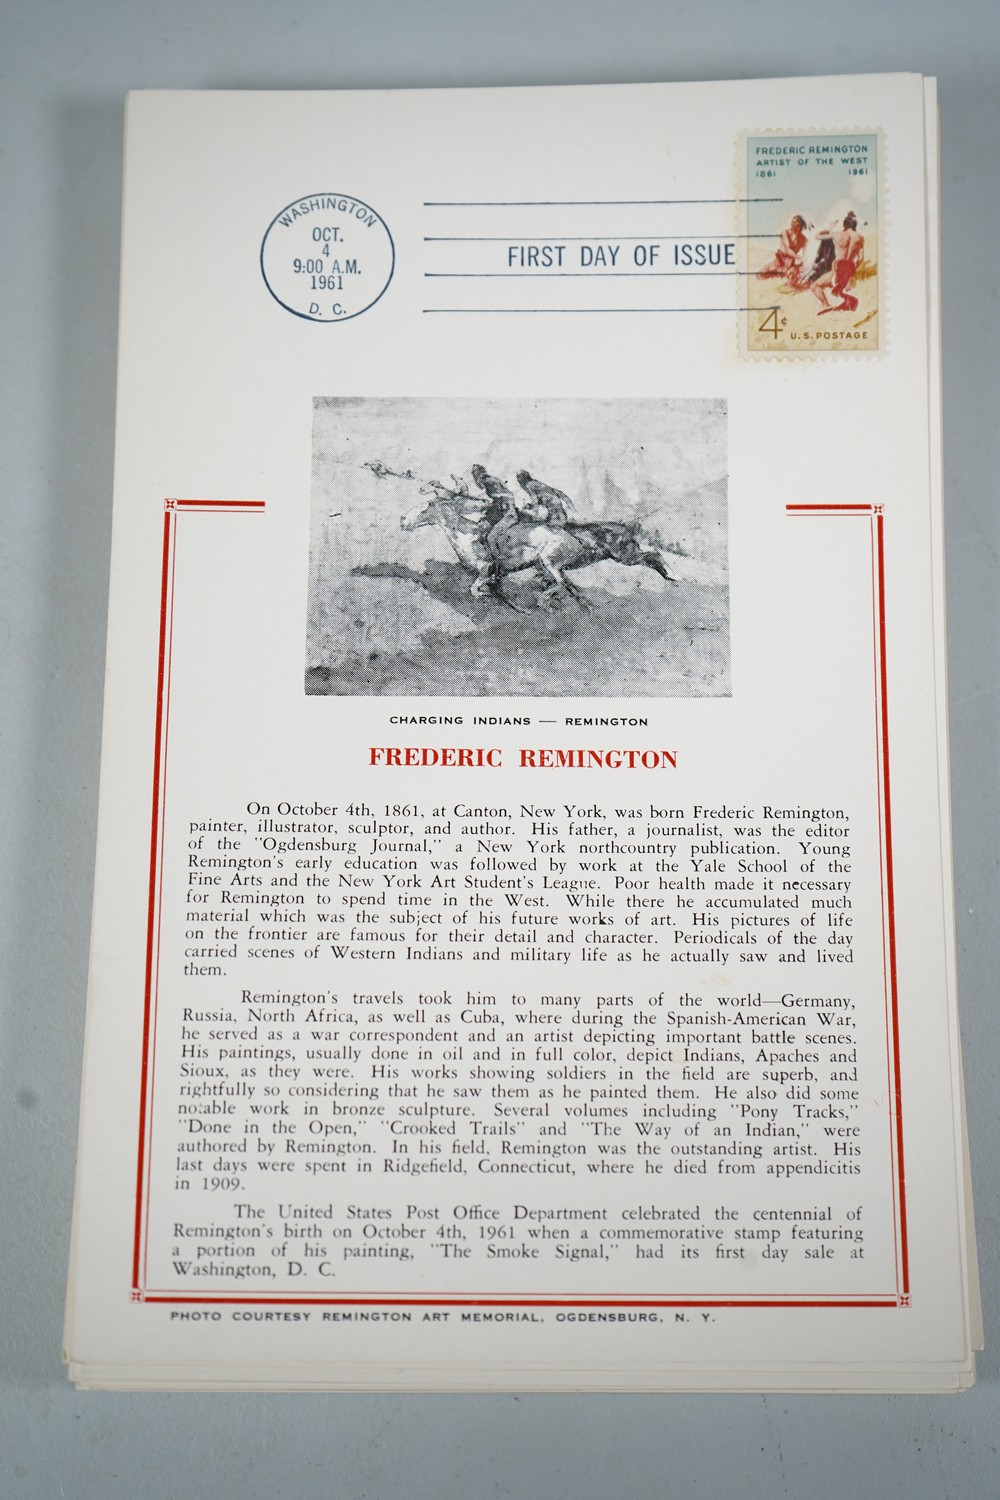 FREDERIC REMINGTON
ARTIST OF THE WEST
1861 1961
WASHINGTON
OCT.
4
9:00 A.M.
1961
D. C.
FIRST DAY OF ISSUE
4¢ U.S. POSTAGE
CHARGING INDIANS — REMINGTON
FREDERIC REMINGTON
On October 4th, 1861, at Canton, New York, was born Frederic Remington,
painter, illustrator, sculptor, and author. His father, a journalist, was the editor
of the "Ogdensburg Journal," a New York northcountry publication. Young
Remington's early education was followed by work at the Yale School of the
Fine Arts and the New York Art Student's League. Poor health made it necessary
for Remington to spend time in the West. While there he accumulated much
material which was the subject of his future works of art. His pictures of life
on the frontier are famous for their detail and character. Periodicals of the day
carried scenes of Western Indians and military life as he actually saw and lived
them.
Remington's travels took him to many parts of the world—Germany,
Russia, North Africa, as well as Cuba, where during the Spanish-American War,
he served as a war correspondent and an artist depicting important battle scenes.
His paintings, usually done in oil and in full color, depict Indians, Apaches and
Sioux, as they were. His works showing soldiers in the field are superb, and
rightfully so considering that he saw them as he painted them. He also did some
notable work in bronze sculpture. Several volumes including "Pony Tracks,"
"Done in the Open," "Crooked Trails" and "The Way of an Indian," were
authored by Remington. In his field, Remington was the outstanding artist. His
last days were spent in Ridgefield, Connecticut, where he died from appendicitis
in 1909.
The United States Post Office Department celebrated the centennial of
Remington's birth on October 4th, 1961 when a commemorative stamp featuring
a portion of his painting, "The Smoke Signal," had its first day sale at
Washington, D. C.
PHOTO COURTESY REMINGTON ART MEMORIAL, OGDENSBURG, N. Y.